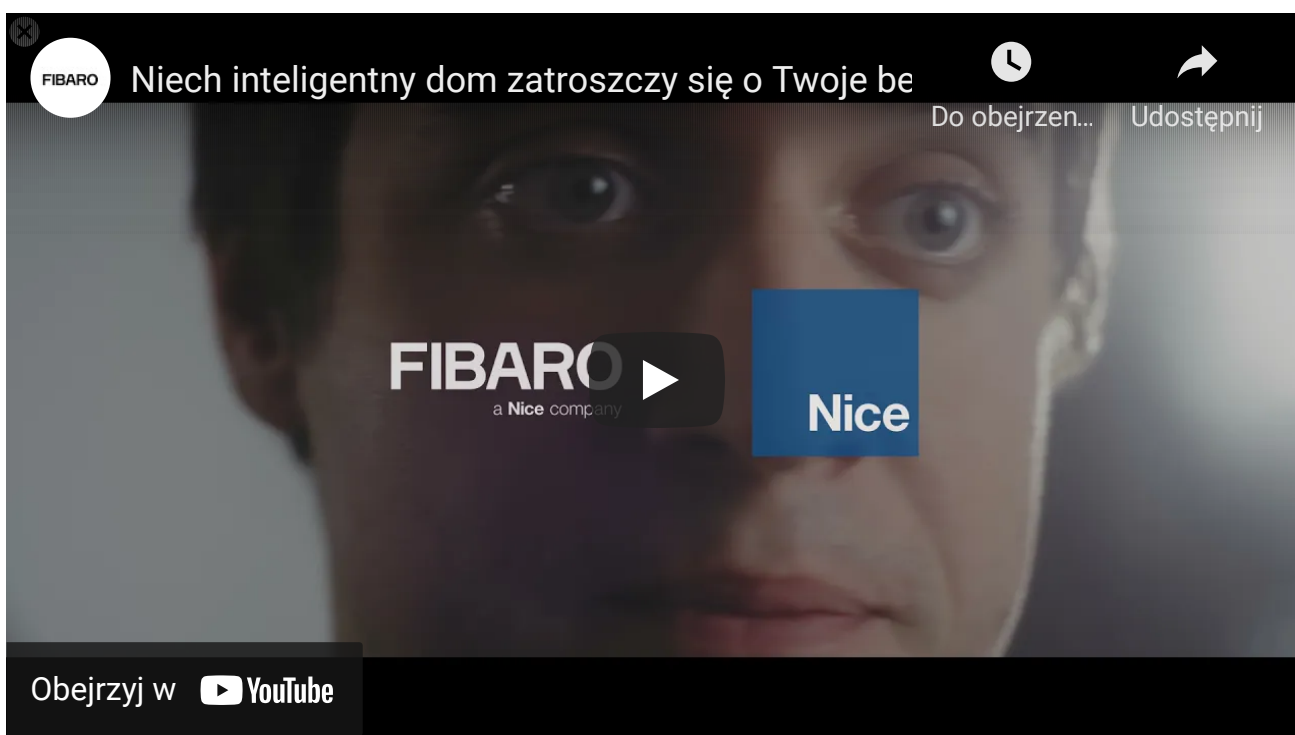 FIBARO
Niech inteligentny dom zatroszczy się o Twoje be
Do obejrzen...
Udostępnij
FIBARO
a Nice company
Nice
Obejrzyj w YouTube